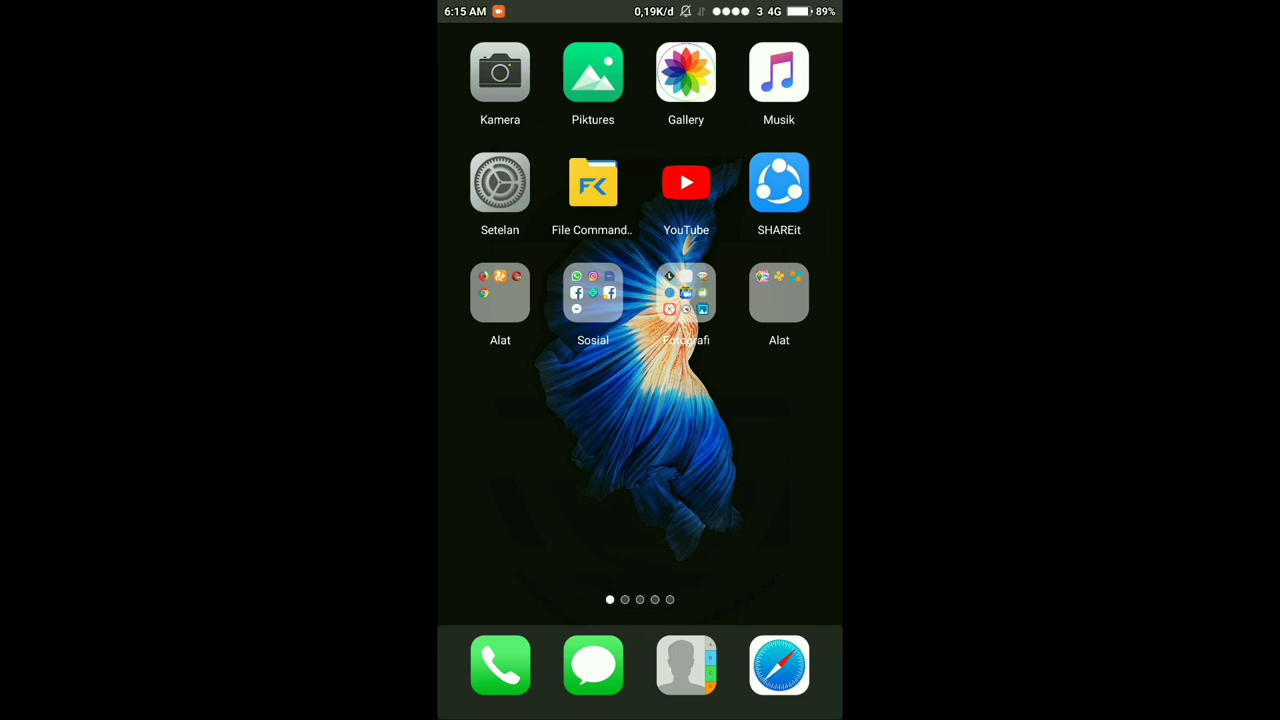 6:15 AM 0,19K/d 3 4G 89%
Kamera Piktures Gallery Musik
Setelan File Command.. YouTube SHAREit
Alat Sosial Fotografi Alat